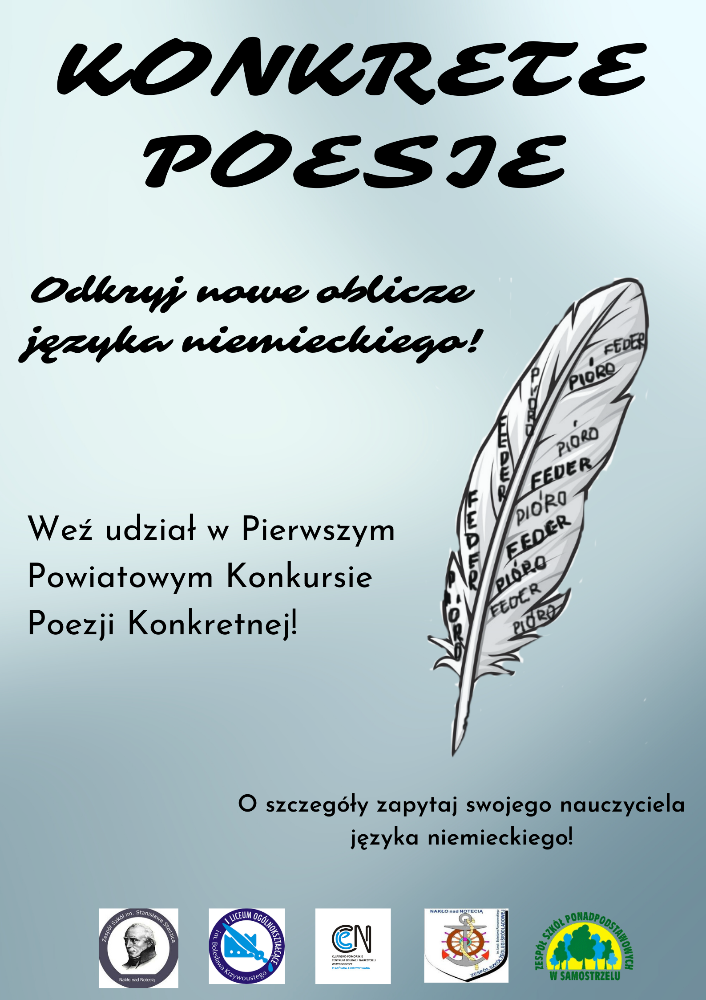 KONKRETE
POESIE
Odkryj nowe oblicze
języka niemieckiego!
FEDER
PIÓRO
PIÓRO
FEDER
PIÓRO
FEDER
PIÓRO
FEDER
PIÓRO
FEDER
PIÓRO
FEDER
PIÓRO
Weź udział w Pierwszym
Powiatowym Konkursie
Poezji Konkretnej!
O szczegóły zapytaj swojego nauczyciela
języka niemieckiego!
Zespół Szkół im. Stanisława Staszica
Nakło nad Notecią
I LICEUM OGÓLNOKSZTAŁCĄCE
im. Bolesława Krzywoustego
CEN
KUJAWSKO-POMORSKIE
CENTRUM EDUKACJI NAUCZYCIELI
W BYDGOSZCZY
PLACÓWKA AKREDYTOWANA
NAKŁO nad NOTECIĄ
im. kmdr. Bolesława Romanowskiego
ZESPÓŁ SZKÓŁ ŻEGLUGI ŚRÓDLĄDOWEJ
ZESPÓŁ SZKÓŁ PONADPODSTAWOWYCH
W SAMOSTRZELU